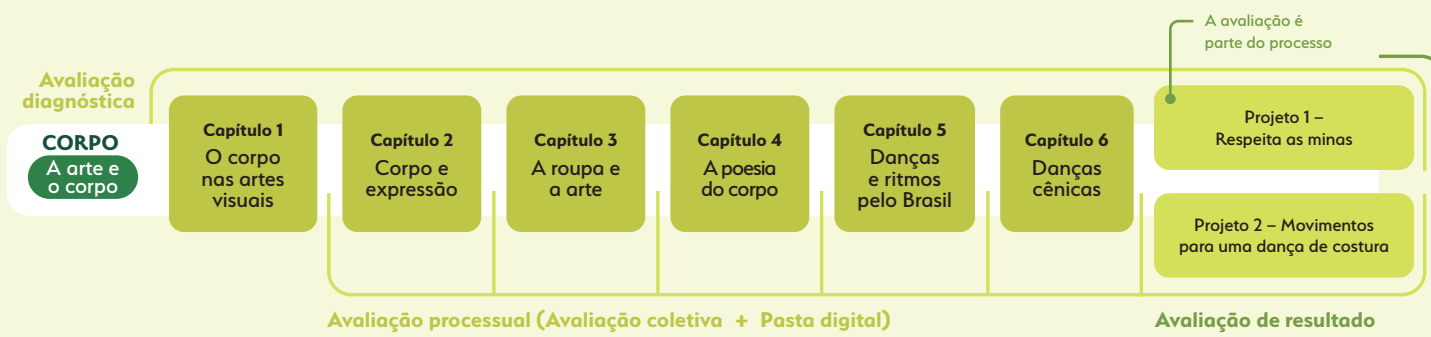 A avaliação é
parte do processo
Avaliação
diagnóstica
CORPO
A arte e
o corpo
Capítulo 1
O corpo
nas artes
visuais
Capítulo 2
Corpo e
expressão
Capítulo 3
A roupa e
a arte
Capítulo 4
A poesia
do corpo
Capítulo 5
Danças
e ritmos
pelo Brasil
Capítulo 6
Danças
cênicas
Projeto 1 –
Respeita as minas
Projeto 2 – Movimentos
para uma dança de costura
Avaliação processual (Avaliação coletiva + Pasta digital)
Avaliação de resultado